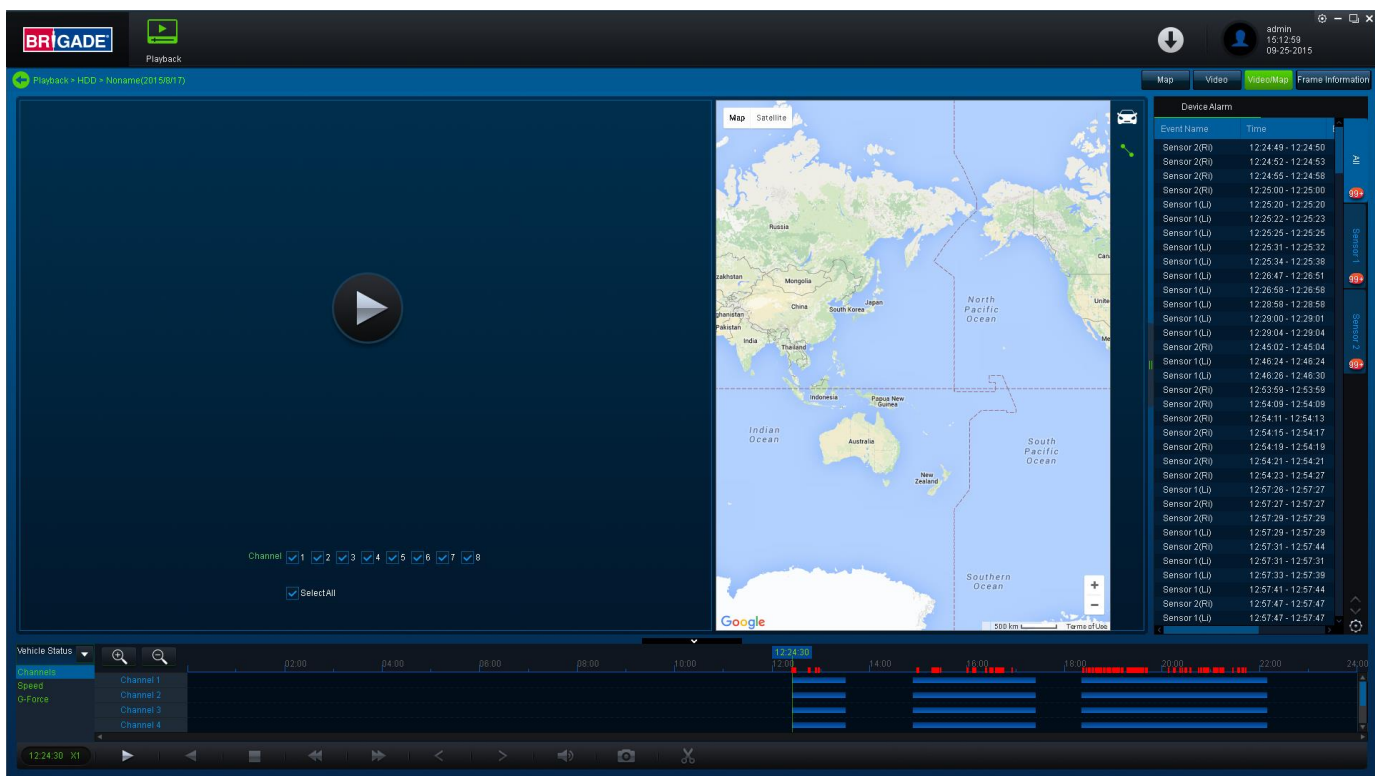 BRIGADE
Playback
admin
15:12:59
09-25-2015
Playback > HDD > Noname(2015/8/17)
Map Video Video/Map Frame Information
Map Satellite
Russia
Mongolia
China
South Korea
Japan
India
Thailand
Indonesia
Papua New Guinea
Australia
New Zealand
North Pacific Ocean
Indian Ocean
South Pacific Ocean
Southern Ocean
zakhstan
ghanistan
Pakistan
Can
Unite
Me
+
−
Google
500 km
Terms of Use
Channel 1 2 3 4 5 6 7 8
SelectAll
Device Alarm
Event Name Time
Sensor 2(Ri) 12:24:49 - 12:24:50
Sensor 2(Ri) 12:24:52 - 12:24:53
Sensor 2(Ri) 12:24:55 - 12:24:58
Sensor 2(Ri) 12:25:00 - 12:25:00
Sensor 1(Li) 12:25:20 - 12:25:20
Sensor 1(Li) 12:25:22 - 12:25:23
Sensor 1(Li) 12:25:25 - 12:25:25
Sensor 1(Li) 12:25:31 - 12:25:32
Sensor 1(Li) 12:25:34 - 12:25:38
Sensor 1(Li) 12:26:47 - 12:26:51
Sensor 1(Li) 12:26:58 - 12:26:58
Sensor 1(Li) 12:28:58 - 12:28:58
Sensor 1(Li) 12:29:00 - 12:29:01
Sensor 1(Li) 12:29:04 - 12:29:04
Sensor 2(Ri) 12:45:02 - 12:45:04
Sensor 1(Li) 12:46:24 - 12:46:24
Sensor 1(Li) 12:46:26 - 12:46:30
Sensor 2(Ri) 12:53:59 - 12:53:59
Sensor 2(Ri) 12:54:09 - 12:54:09
Sensor 2(Ri) 12:54:11 - 12:54:13
Sensor 2(Ri) 12:54:15 - 12:54:17
Sensor 2(Ri) 12:54:19 - 12:54:19
Sensor 2(Ri) 12:54:21 - 12:54:21
Sensor 2(Ri) 12:54:23 - 12:54:27
Sensor 1(Li) 12:57:26 - 12:57:27
Sensor 2(Ri) 12:57:27 - 12:57:27
Sensor 2(Ri) 12:57:29 - 12:57:29
Sensor 1(Li) 12:57:29 - 12:57:29
Sensor 2(Ri) 12:57:31 - 12:57:44
Sensor 1(Li) 12:57:31 - 12:57:31
Sensor 1(Li) 12:57:33 - 12:57:39
Sensor 1(Li) 12:57:41 - 12:57:44
Sensor 2(Ri) 12:57:47 - 12:57:47
Sensor 1(Li) 12:57:47 - 12:57:47
All
99+
Sensor 1
99+
Sensor 2
99+
Vehicle Status
Channels
Speed
G-Force
12:24:30
02:00 04:00 06:00 08:00 10:00 12:00 14:00 16:00 18:00 20:00 22:00 24:00
Channel 1
Channel 2
Channel 3
Channel 4
12:24:30 X1